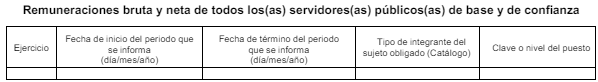 Remuneraciones bruta y neta de todos los(as) servidores(as) públicos(as) de base y de confianza
Ejercicio
Fecha de inicio del periodo que
se informa
(día/mes/año)
Fecha de término del periodo
que se informa
(día/mes/año)
Tipo de integrante del
sujeto obligado (Catálogo)
Clave o nivel del puesto